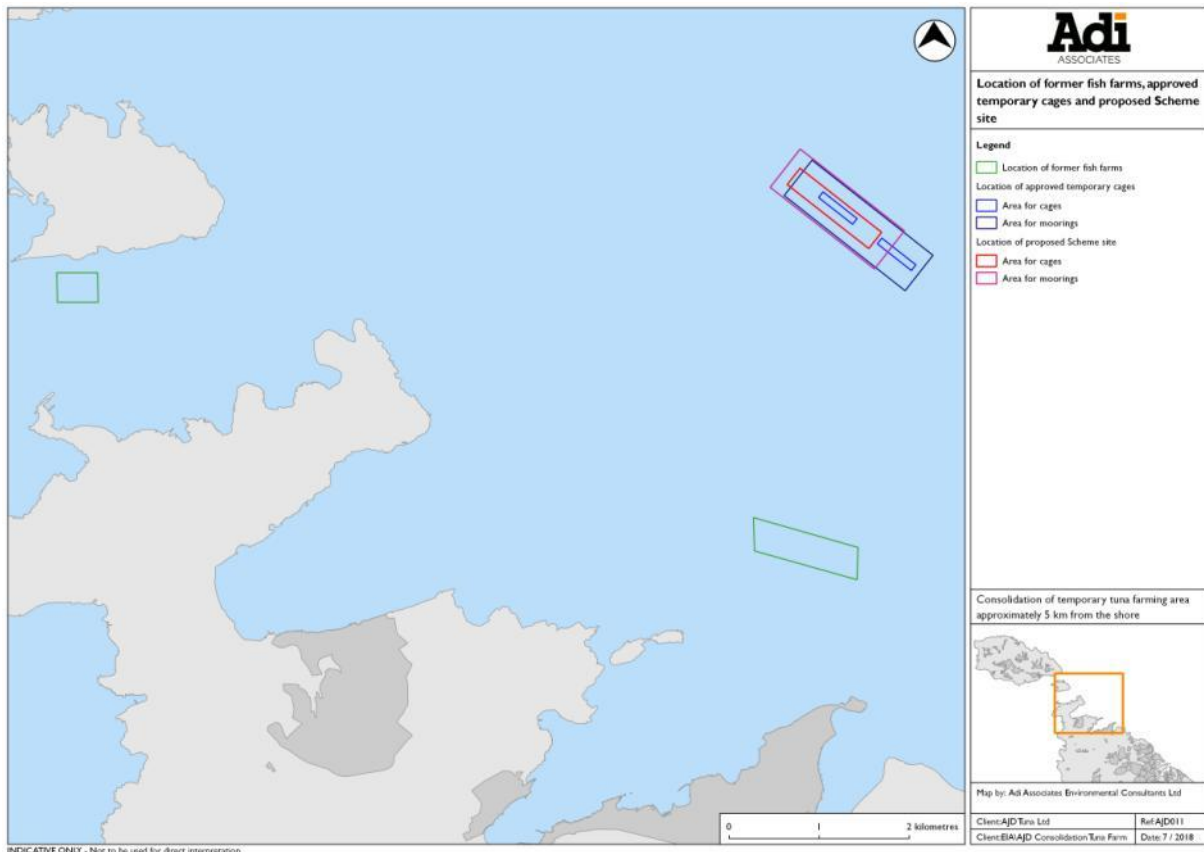 Adi
ASSOCIATES
Location of former fish farms, approved
temporary cages and proposed Scheme
site
Legend
Location of former fish farms
Location of approved temporary cages
Area for cages
Area for moorings
Location of proposed Scheme site
Area for cages
Area for moorings
Consolidation of temporary tuna farming area
approximately 5 km from the shore
Map by: Adi Associates Environmental Consultants Ltd
Client:AJD Tuna Ltd
Ref:AJD011
Client:EIA\AJD Consolidation Tuna Farm
Date: 7 / 2018
0 1 2 kilometres
INDICATIVE ONLY - Not to be used for direct interpretation